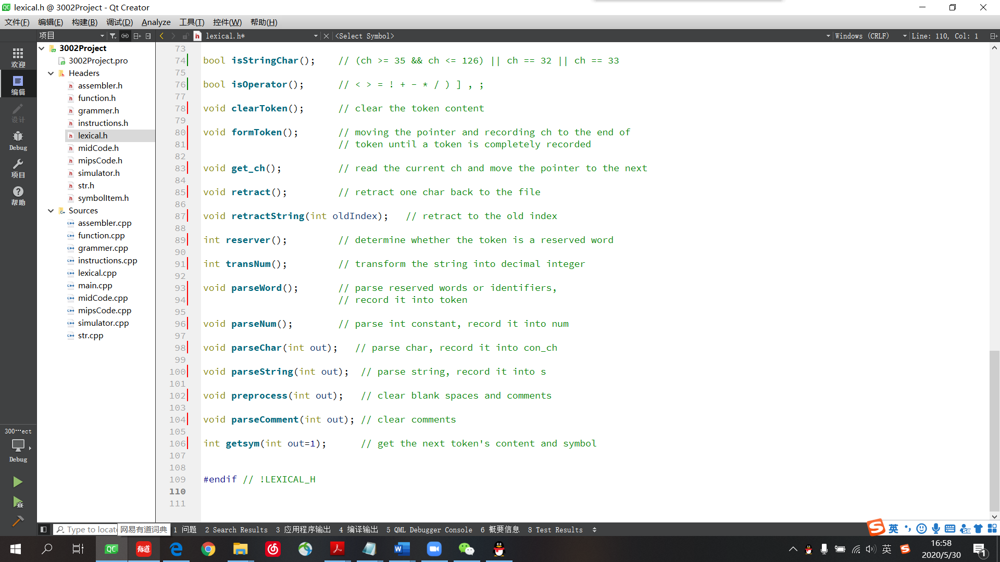 lexical.h @ 3002Project - Qt Creator
文件(F) 编辑(E) 构建(B) 调试(D) Analyze 工具(T) 控件(W) 帮助(H)
项目 lexical.h* <Select Symbol> Windows (CRLF) Line: 110, Col: 1
欢迎
编辑
设计
Debug
项目
帮助
300…ect
Debug
3002Project
3002Project.pro
Headers
assembler.h
function.h
grammer.h
instructions.h
lexical.h
midCode.h
mipsCode.h
simulator.h
str.h
symbolItem.h
Sources
assembler.cpp
function.cpp
grammer.cpp
instructions.cpp
lexical.cpp
main.cpp
midCode.cpp
mipsCode.cpp
simulator.cpp
str.cpp
73
74 bool isStringChar(); // (ch >= 35 && ch <= 126) || ch == 32 || ch == 33
75
76 bool isOperator(); // < > = ! + - * / ) ] , ;
77
78 void clearToken(); // clear the token content
79
80 void formToken(); // moving the pointer and recording ch to the end of
81 // token until a token is completely recorded
82
83 void get_ch(); // read the current ch and move the pointer to the next
84
85 void retract(); // retract one char back to the file
86
87 void retractString(int oldIndex); // retract to the old index
88
89 int reserver(); // determine whether the token is a reserved word
90
91 int transNum(); // transform the string into decimal integer
92
93 void parseWord(); // parse reserved words or identifiers,
94 // record it into token
95
96 void parseNum(); // parse int constant, record it into num
97
98 void parseChar(int out); // parse char, record it into con_ch
99
100 void parseString(int out); // parse string, record it into s
101
102 void preprocess(int out); // clear blank spaces and comments
103
104 void parseComment(int out); // clear comments
105
106 int getsym(int out=1); // get the next token's content and symbol
107
108
109 #endif // !LEXICAL_H
110
111
Type to locat 网易有道词典 1 问题 2 Search Results 3 应用程序输出 4 编译输出 5 QML Debugger Console 6 概要信息 8 Test Results
英
QC 有道 英 16:58
2020/5/30
1